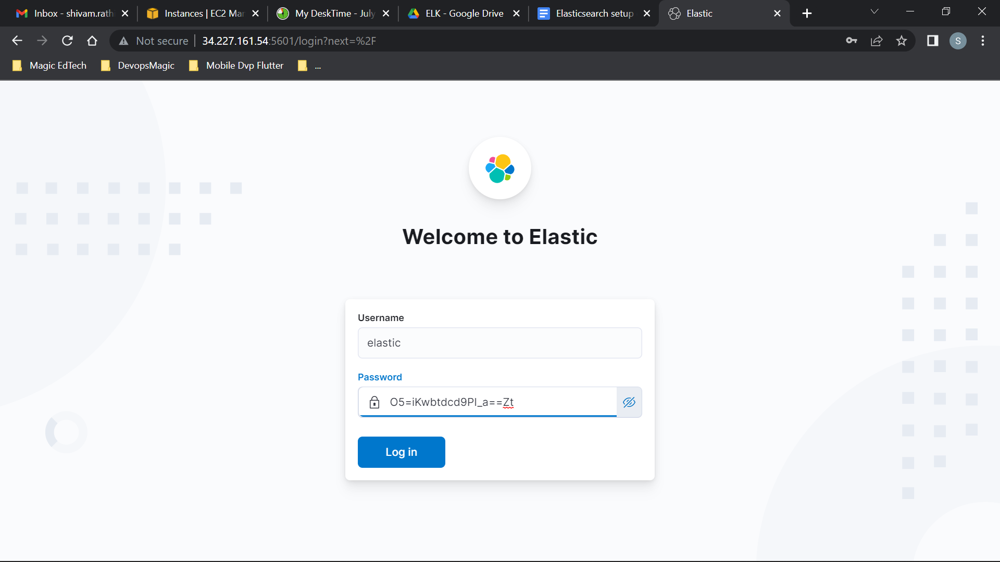 Inbox - shivam.rathi
Instances | EC2 Mar
My DeskTime - July
ELK - Google Drive
Elasticsearch setup
Elastic
Not secure
34.227.161.54:5601/login?next=%2F
S
Magic EdTech
DevopsMagic
Mobile Dvp Flutter
...
Welcome to Elastic
Username
elastic
Password
O5=iKwbtdcd9PI_a==Zt
Log in